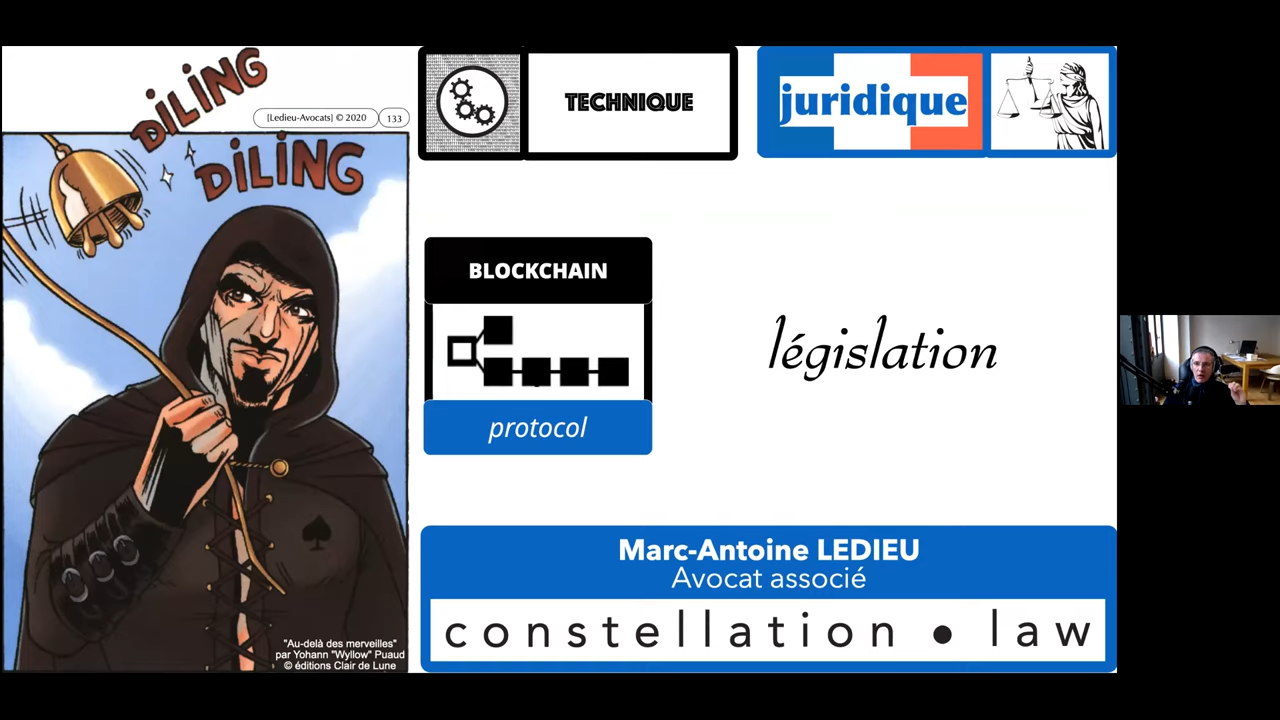 DiLiNG
DiLiNG
[Ledieu-Avocats] © 2020
133
"Au-delà des merveilles"
par Yohann "Wyllow" Puaud
© éditions Clair de Lune
TECHNIQUE
juridique
BLOCKCHAIN
protocol
législation
Marc-Antoine LEDIEU
Avocat associé
constellation • law